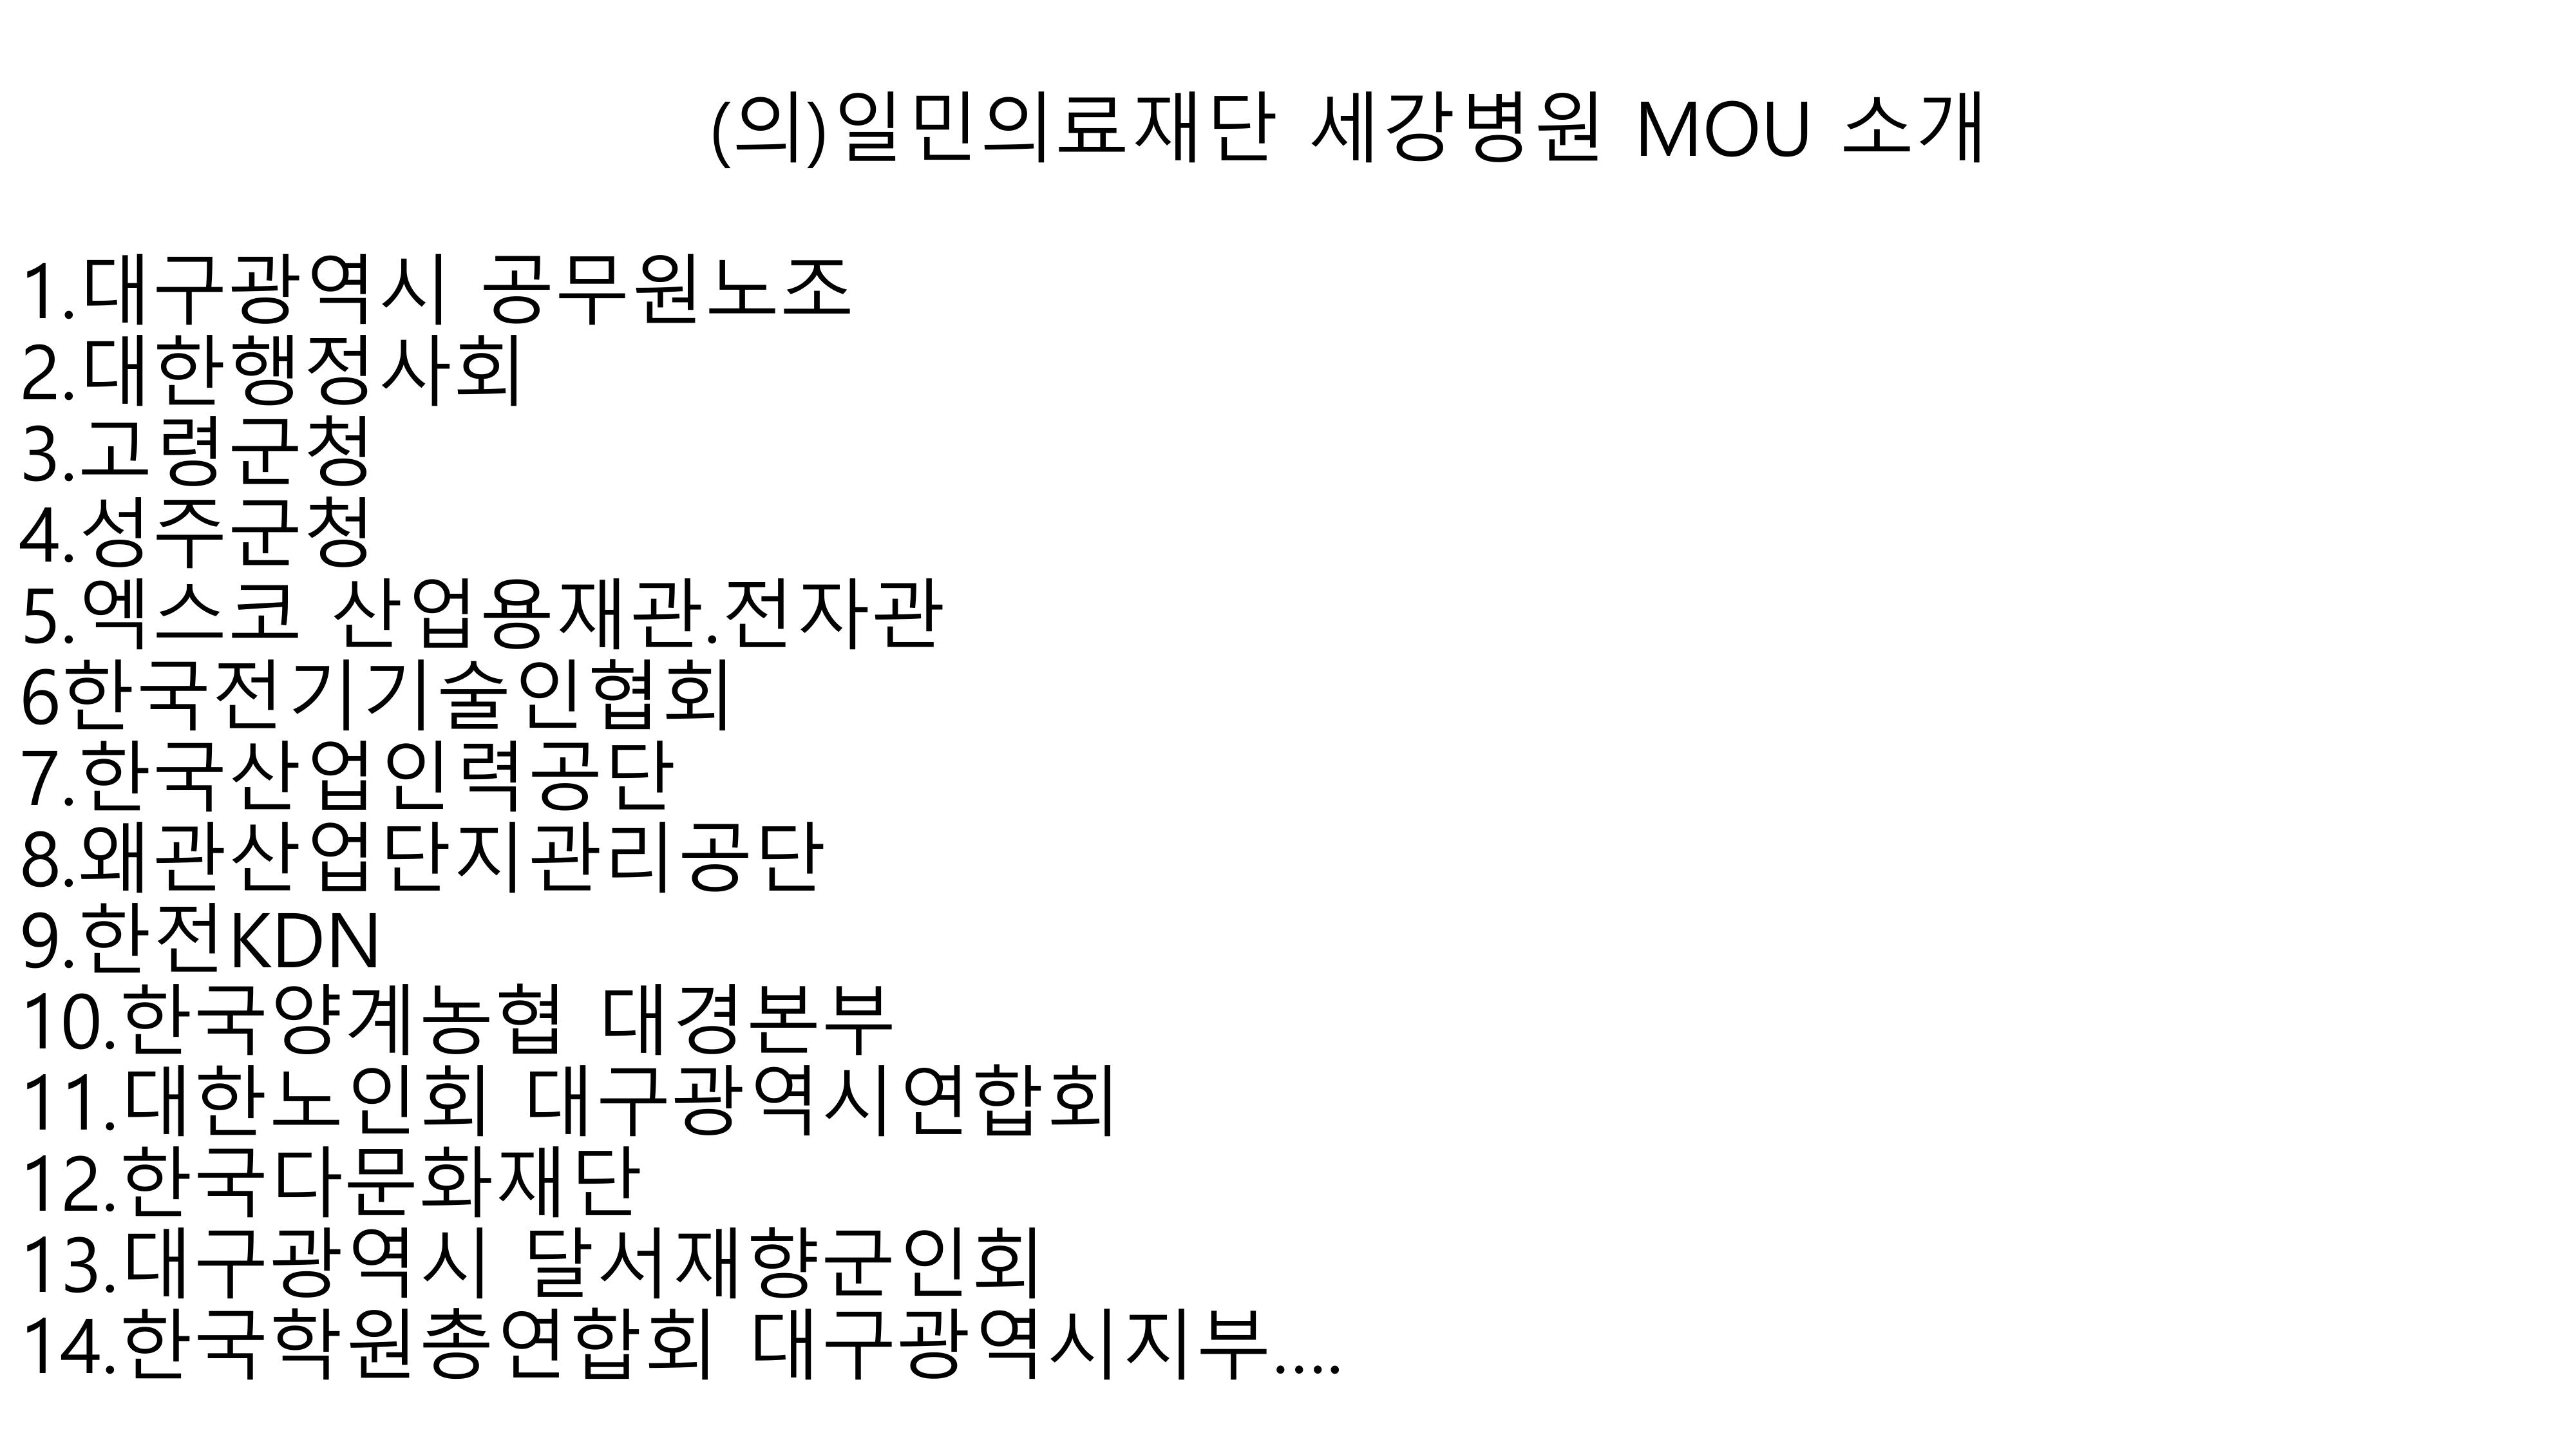 (의)일민의료재단 세강병원 MOU 소개
1.대구광역시 공무원노조
2.대한행정사회
3.고령군청
4.성주군청
5.엑스코 산업용재관.전자관
6한국전기기술인협회
7.한국산업인력공단
8.왜관산업단지관리공단
9.한전KDN
10.한국양계농협 대경본부
11.대한노인회 대구광역시연합회
12.한국다문화재단
13.대구광역시 달서재향군인회
14.한국학원총연합회 대구광역시지부....